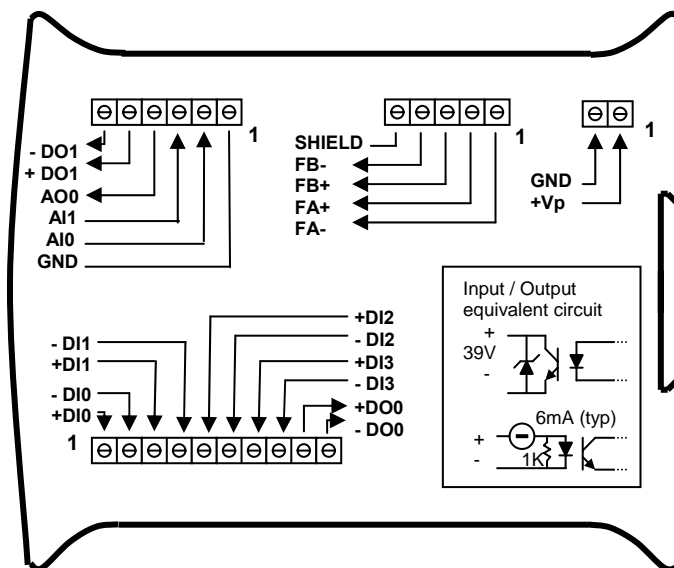 1
- DO1
+ DO1
AO0
AI1
AI0
GND
1
SHIELD
FB-
FB+
FA+
FA-
1
GND
+Vp
- DI1
+DI1
- DI0
+DI0
1
+DI2
- DI2
+DI3
- DI3
+DO0
- DO0
Input / Output
equivalent circuit
+
39V
-
6mA (typ)
+
-
1K